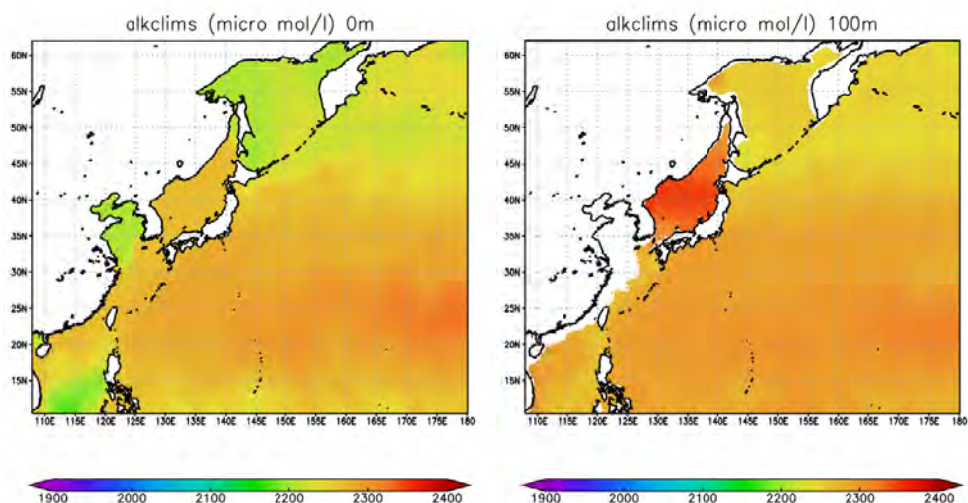 alkclims (micro mol/l) 0m
60N
55N
50N
45N
40N
35N
30N
25N
20N
15N
110E 115E 120E 125E 130E 135E 140E 145E 150E 155E 160E 165E 170E 175E 180
1900 2000 2100 2200 2300 2400
alkclims (micro mol/l) 100m
60N
55N
50N
45N
40N
35N
30N
25N
20N
15N
110E 115E 120E 125E 130E 135E 140E 145E 150E 155E 160E 165E 170E 175E 180
1900 2000 2100 2200 2300 2400